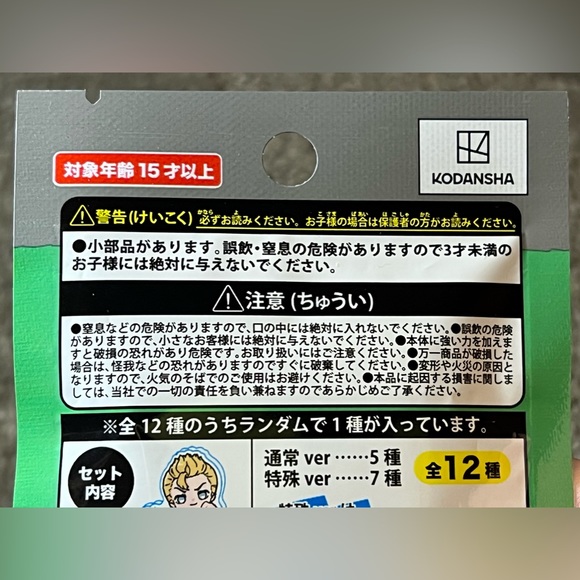 対象年齢15才以上
KODANSHA
⚠警告(けいこく) 必ずお読みください。お子様の場合は保護者の方がお読みください。
●小部品があります。誤飲・窒息の危険がありますので3才未満の
お子様には絶対に与えないでください。
⚠注意(ちゅうい)
●窒息などの危険がありますので、口の中には絶対に入れないでください。●誤飲の危険
がありますので、小さなお客様には絶対に与えないでください。●本体に強い力を加えま
すと破損の恐れがあり危険です。お取り扱いにはご注意ください。●万一商品が破損した
場合は、怪我などの恐れがありますのですぐに破棄してください。●変形や火災の原因と
なりますので、火気のそばでのご使用はお避けください。●本品に起因する損害に関しま
しては、当社での一切の責任を負い兼ねますのであらかじめご了承ください。
※全12種のうちランダムで1種が入っています。
セット
内容
通常ver……5種
特殊ver……7種
全12種